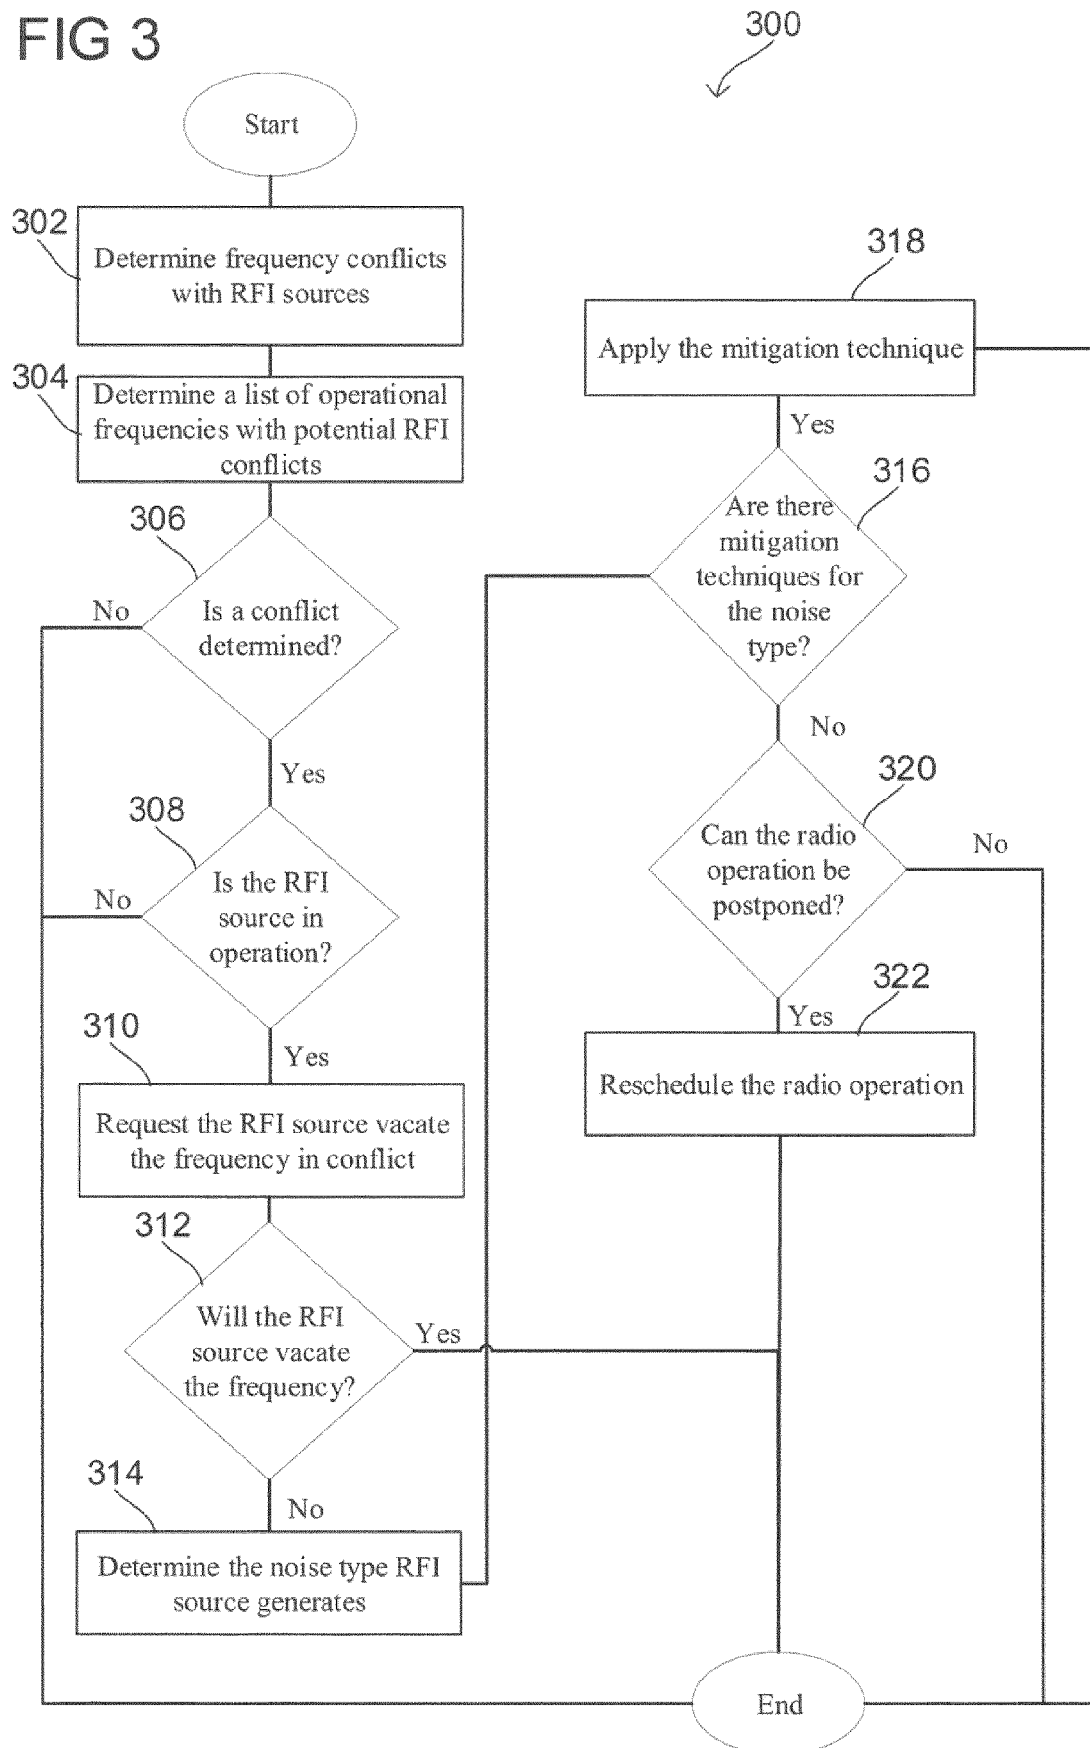 FIG 3
300
Start
302
Determine frequency conflicts
with RFI sources
304
Determine a list of operational
frequencies with potential RFI
conflicts
306
Is a conflict
determined?
No
Yes
308
Is the RFI
source in
operation?
No
Yes
310
Request the RFI source vacate
the frequency in conflict
312
Will the RFI
source vacate
the frequency?
Yes
No
314
Determine the noise type RFI
source generates
318
Apply the mitigation technique
Yes
316
Are there
mitigation
techniques for
the noise
type?
No
320
Can the radio
operation be
postponed?
No
Yes
322
Reschedule the radio operation
End